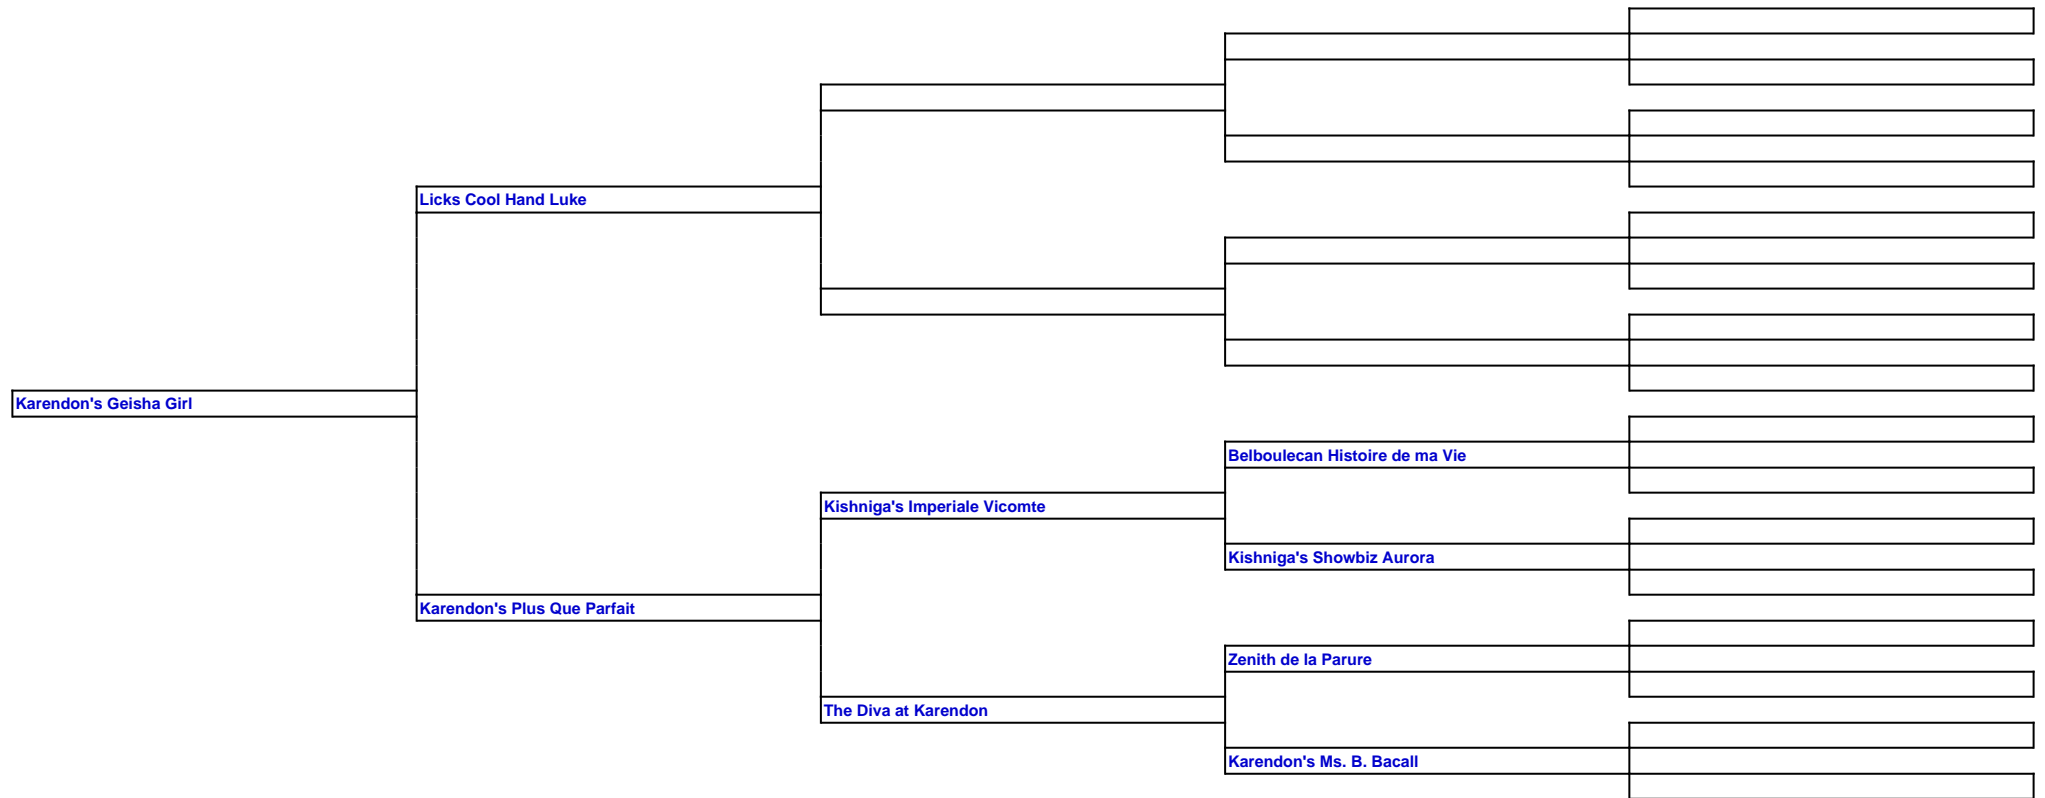 Licks Cool Hand Luke
Karendon's Geisha Girl
Belboulecan Histoire de ma Vie
Kishniga's Imperiale Vicomte
Kishniga's Showbiz Aurora
Karendon's Plus Que Parfait
Zenith de la Parure
The Diva at Karendon
Karendon's Ms. B. Bacall